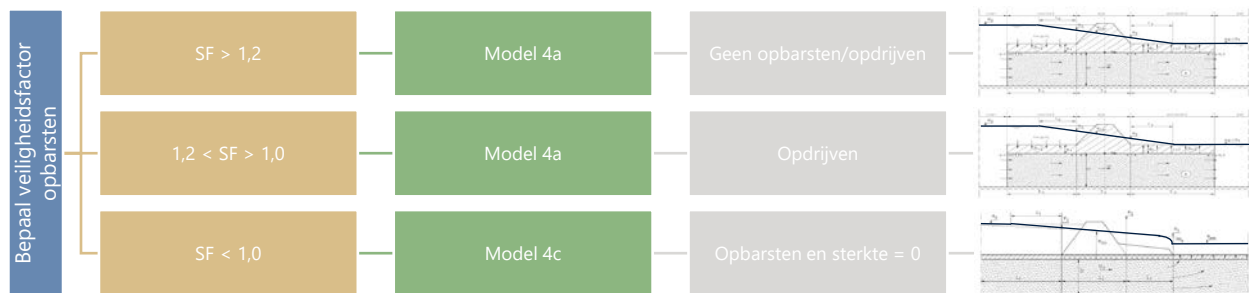 Bepaal veiligheidsfactor
opbarsten
SF > 1,2
Model 4a
Geen opbarsten/opdrijven
1,2 < SF > 1,0
Model 4a
Opdrijven
SF < 1,0
Model 4c
Opbarsten en sterkte = 0